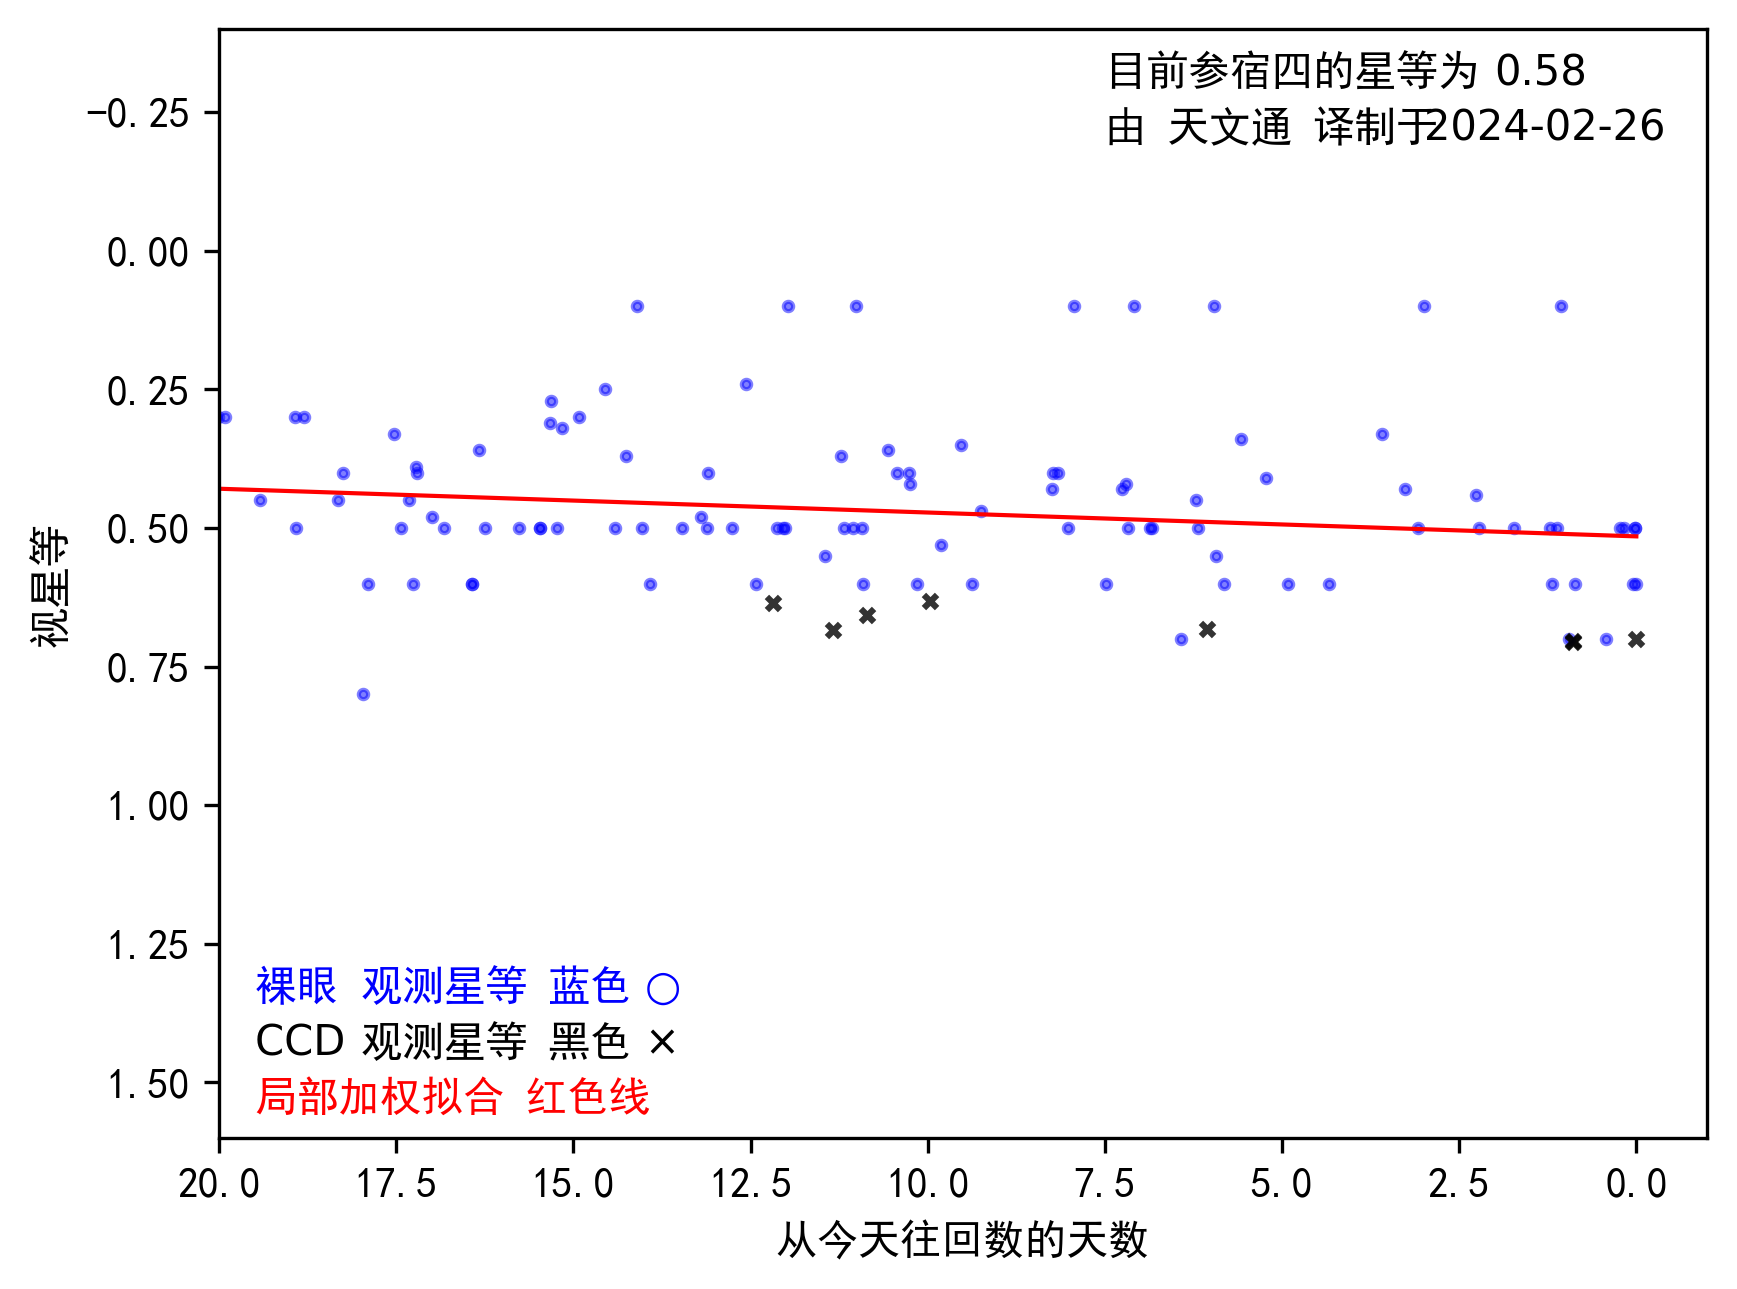 目前参宿四的星等为 0.58
由 天文通 译制于2024-02-26
−0.25
0.00
0.25
0.50
0.75
1.00
1.25
1.50
视星等
裸眼 观测星等 蓝色 ○
CCD 观测星等 黑色 ×
局部加权拟合 红色线
20.0 17.5 15.0 12.5 10.0 7.5 5.0 2.5 0.0
从今天往回数的天数